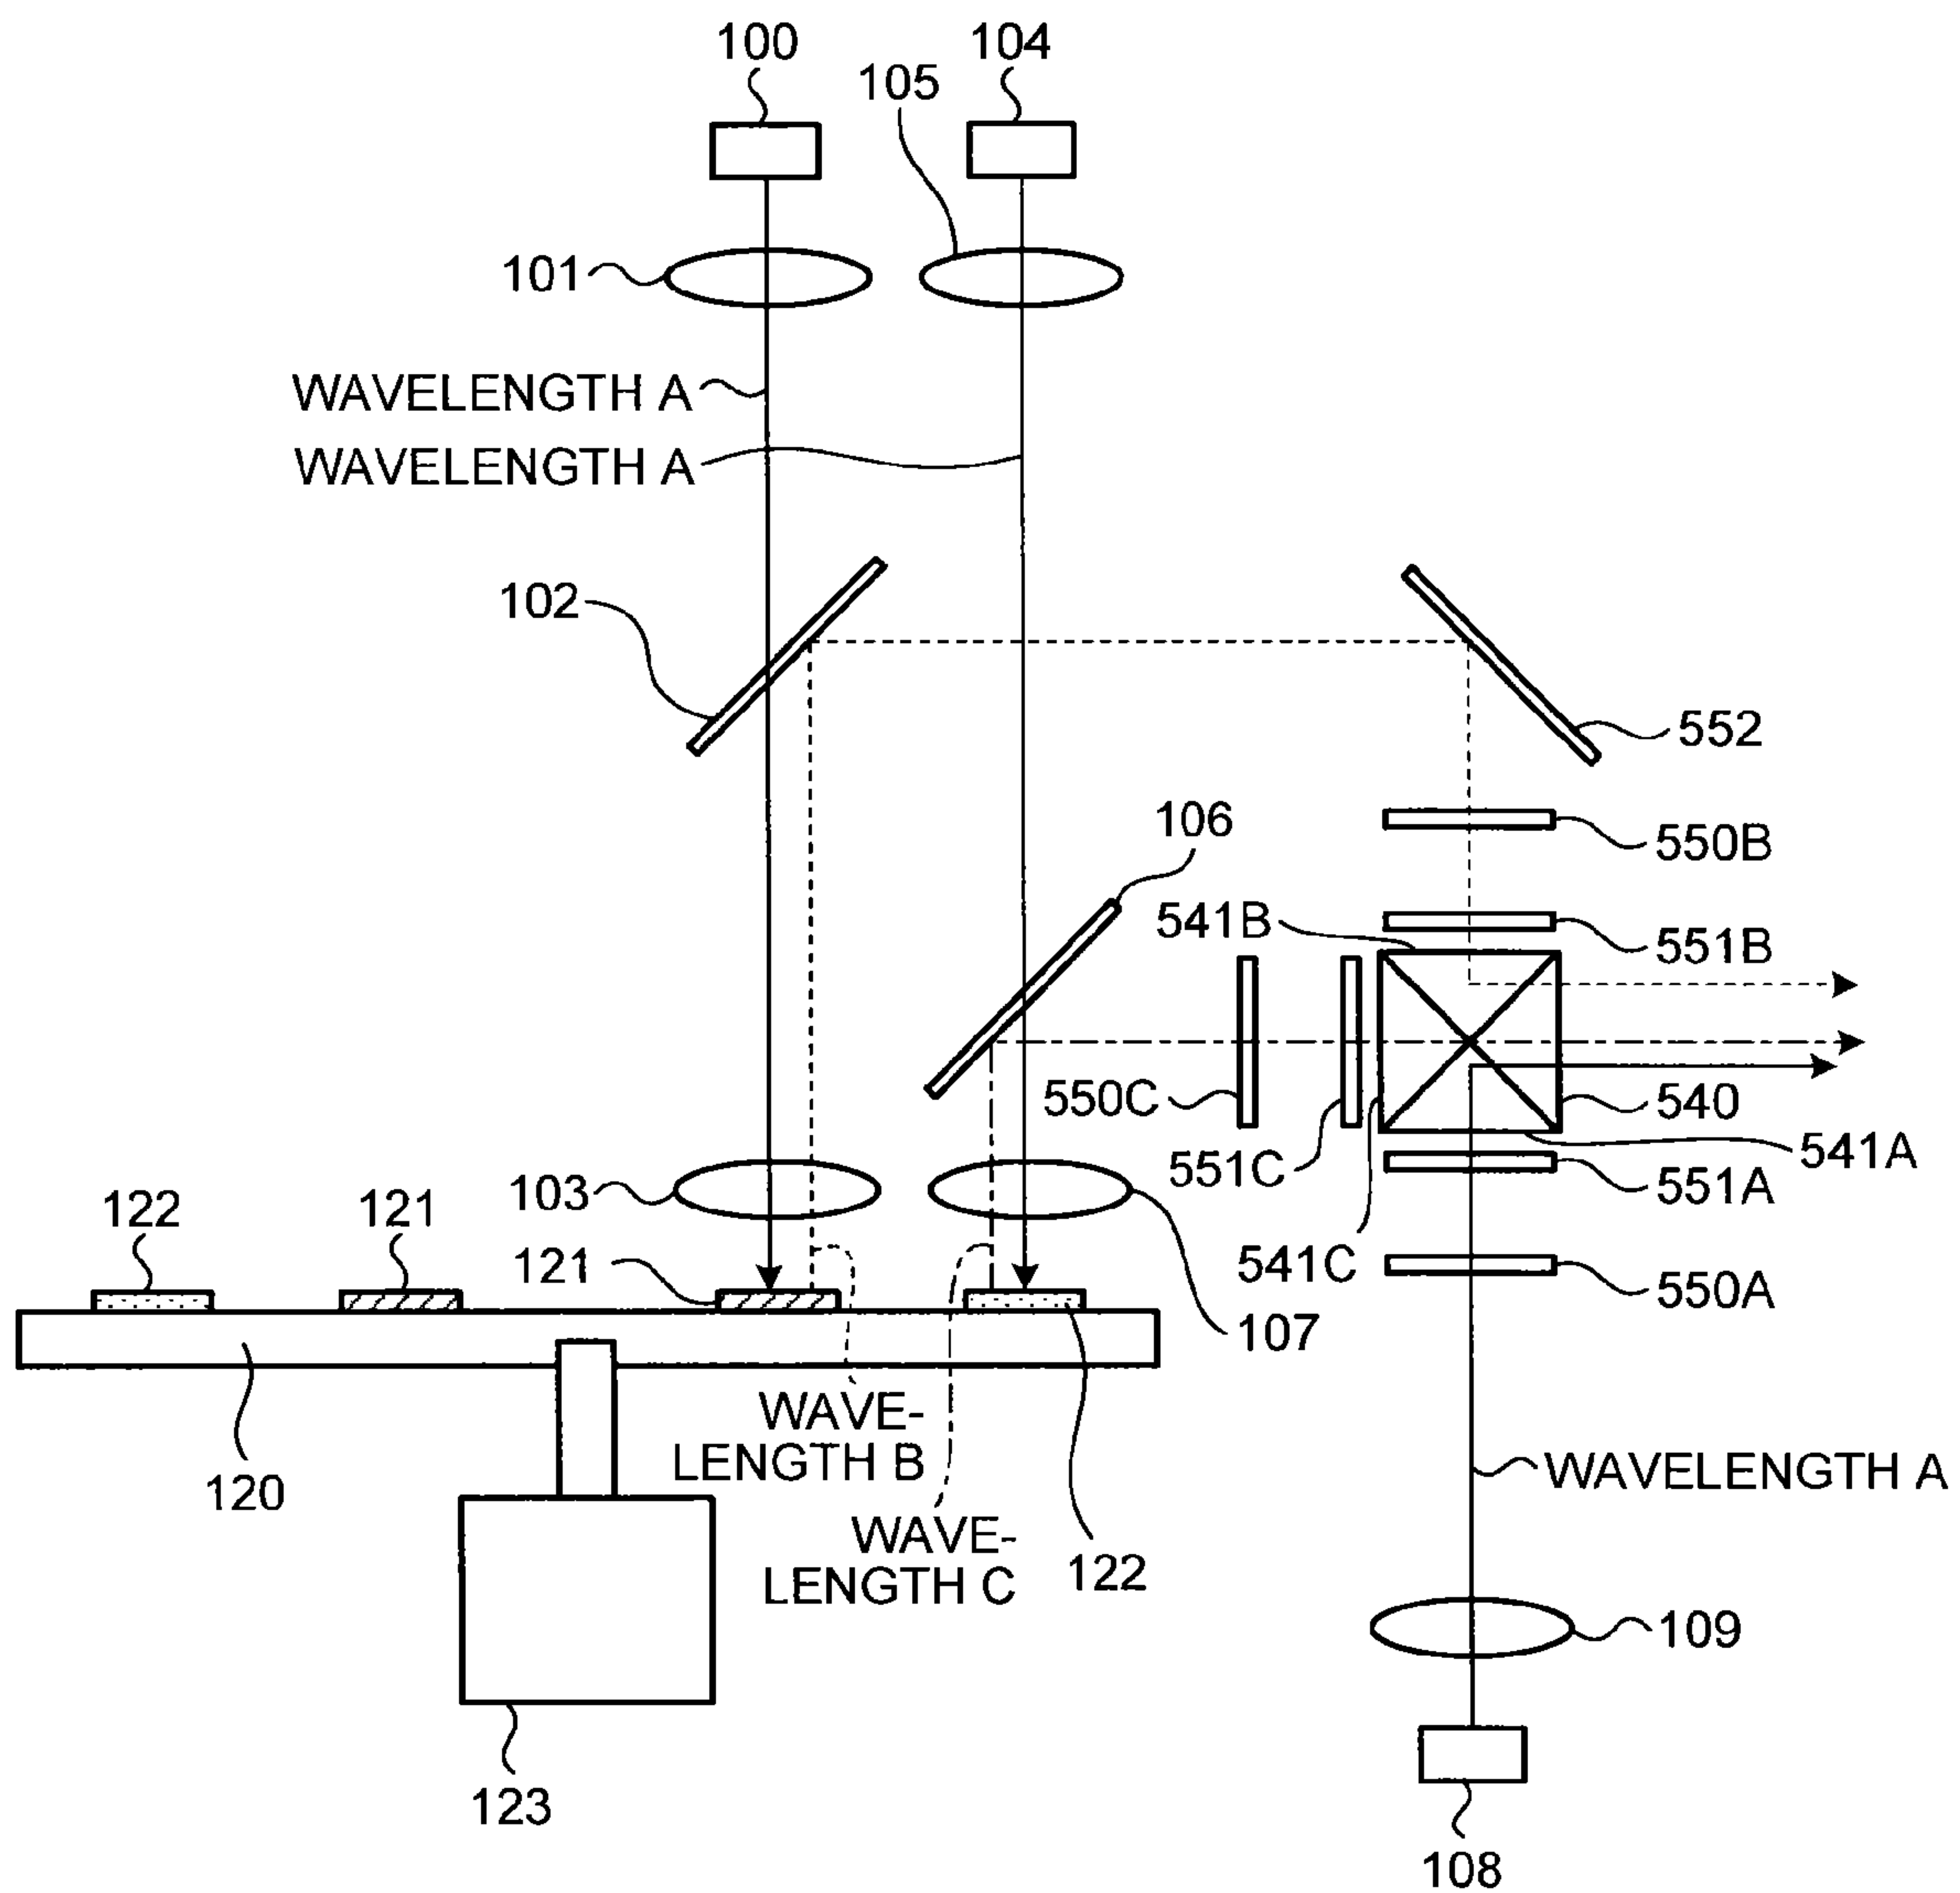 100
104
105
101
WAVELENGTH A
WAVELENGTH A
102
552
106
550B
541B
551B
550C
540
551C
541A
103
551A
122
121
121
541C
550A
107
WAVE-
LENGTH B
WAVELENGTH A
120
WAVE-
LENGTH C
122
109
123
108